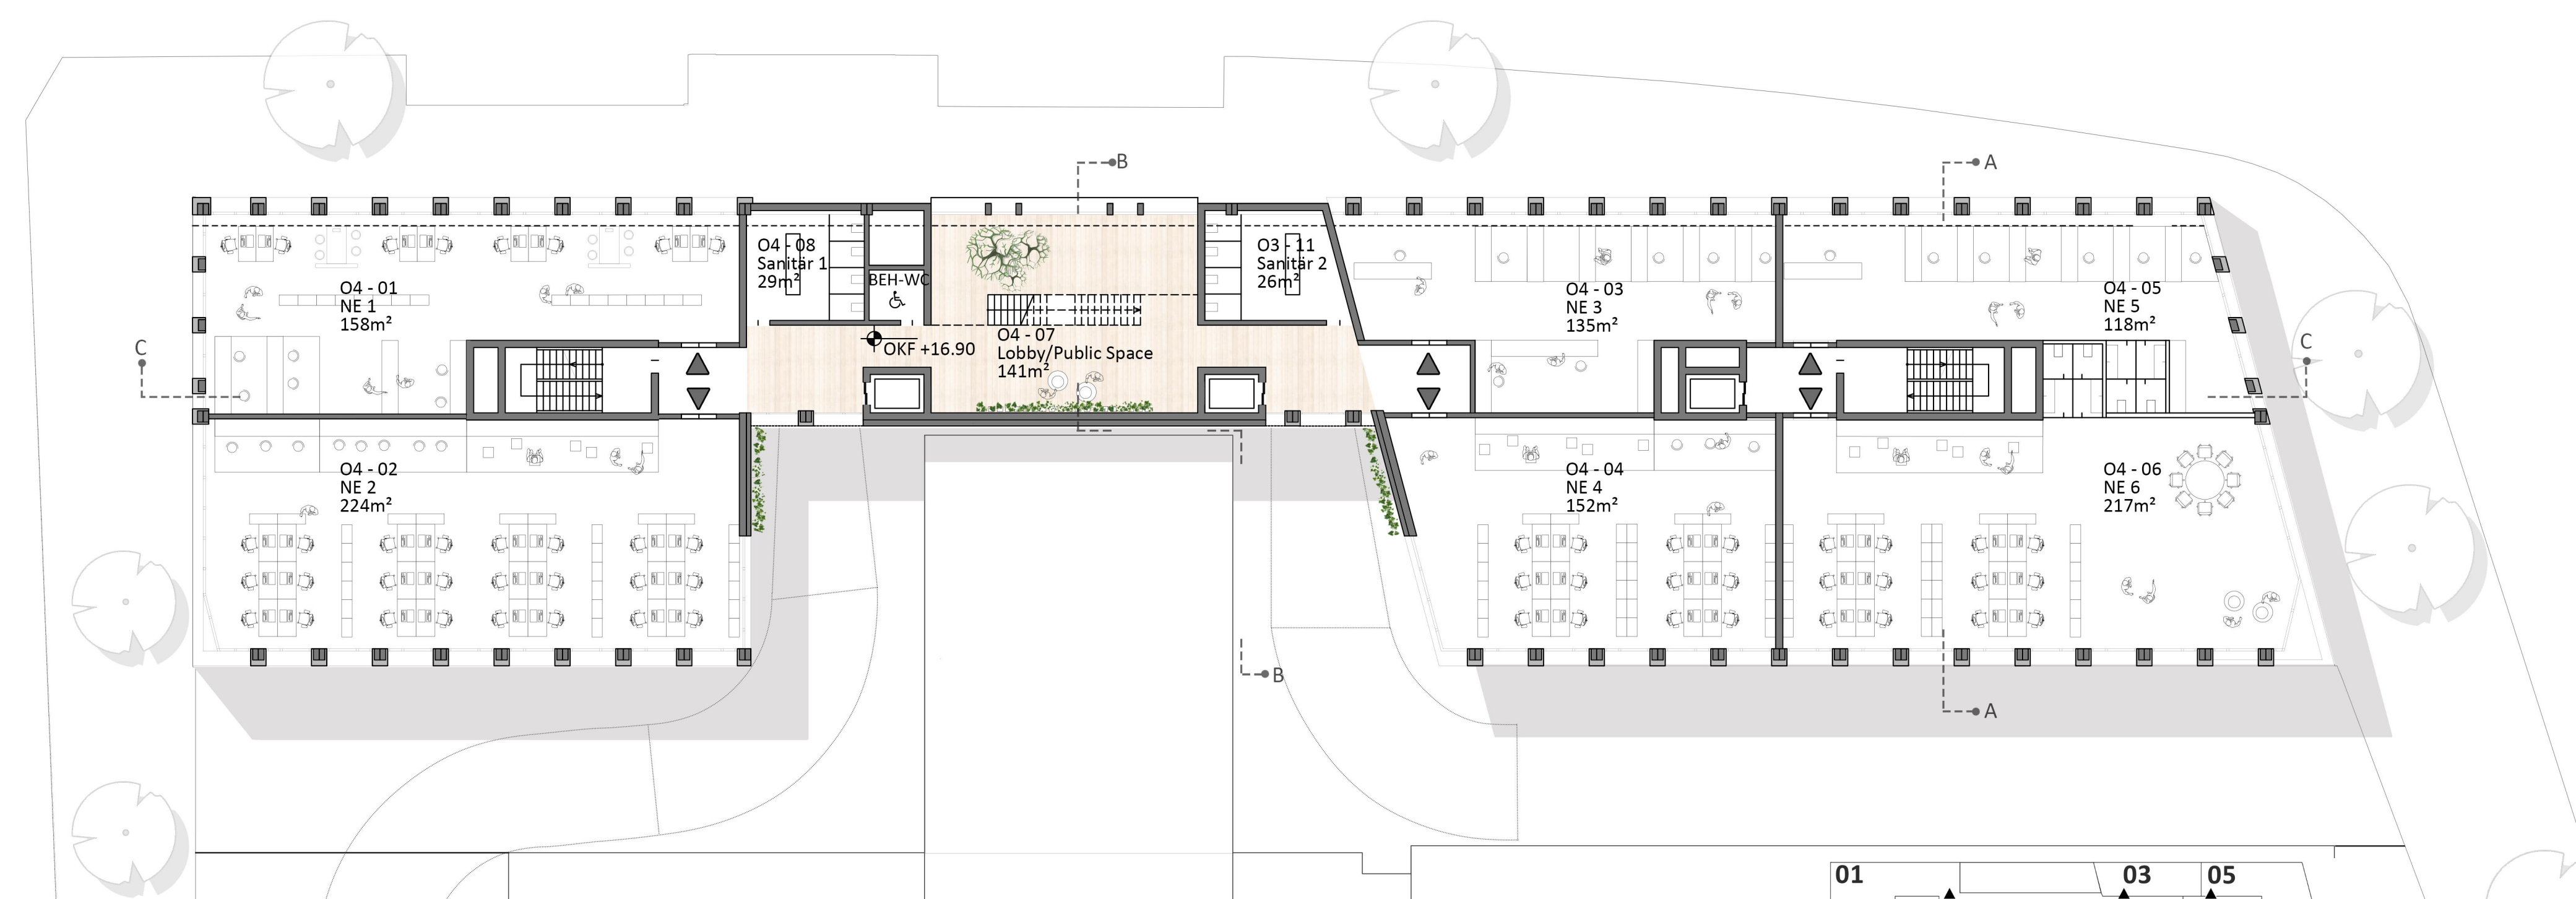 B
A
O4 - 01
NE 1
158m²
O4 - 08
Sanitär 1
29m²
BEH-WC
O3 - 11
Sanitär 2
26m²
O4 - 03
NE 3
135m²
O4 - 05
NE 5
118m²
C
OKF +16.90
O4 - 07
Lobby/Public Space
141m²
C
O4 - 02
NE 2
224m²
O4 - 04
NE 4
152m²
O4 - 06
NE 6
217m²
B
A
01
03
05